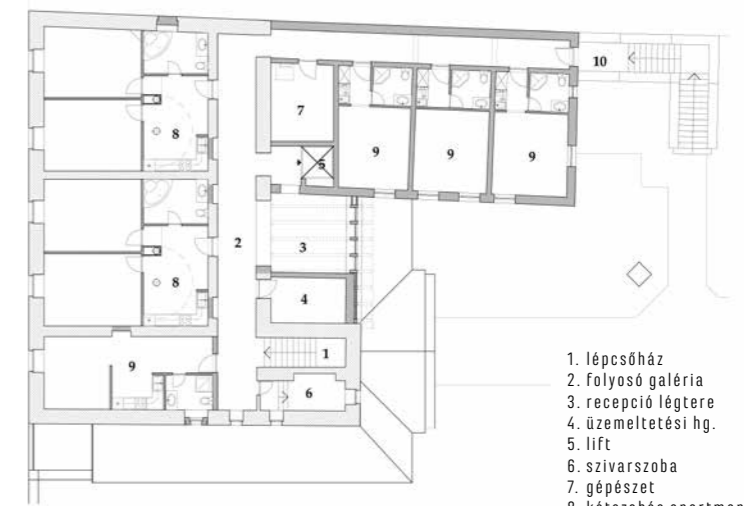 10
7
8
9
9
9
5
2
3
8
4
1
9
6
1. lépcsőház
2. folyosó galéria
3. recepció légtere
4. üzemeltetési hg.
5. lift
6. szivarszoba
7. gépészet